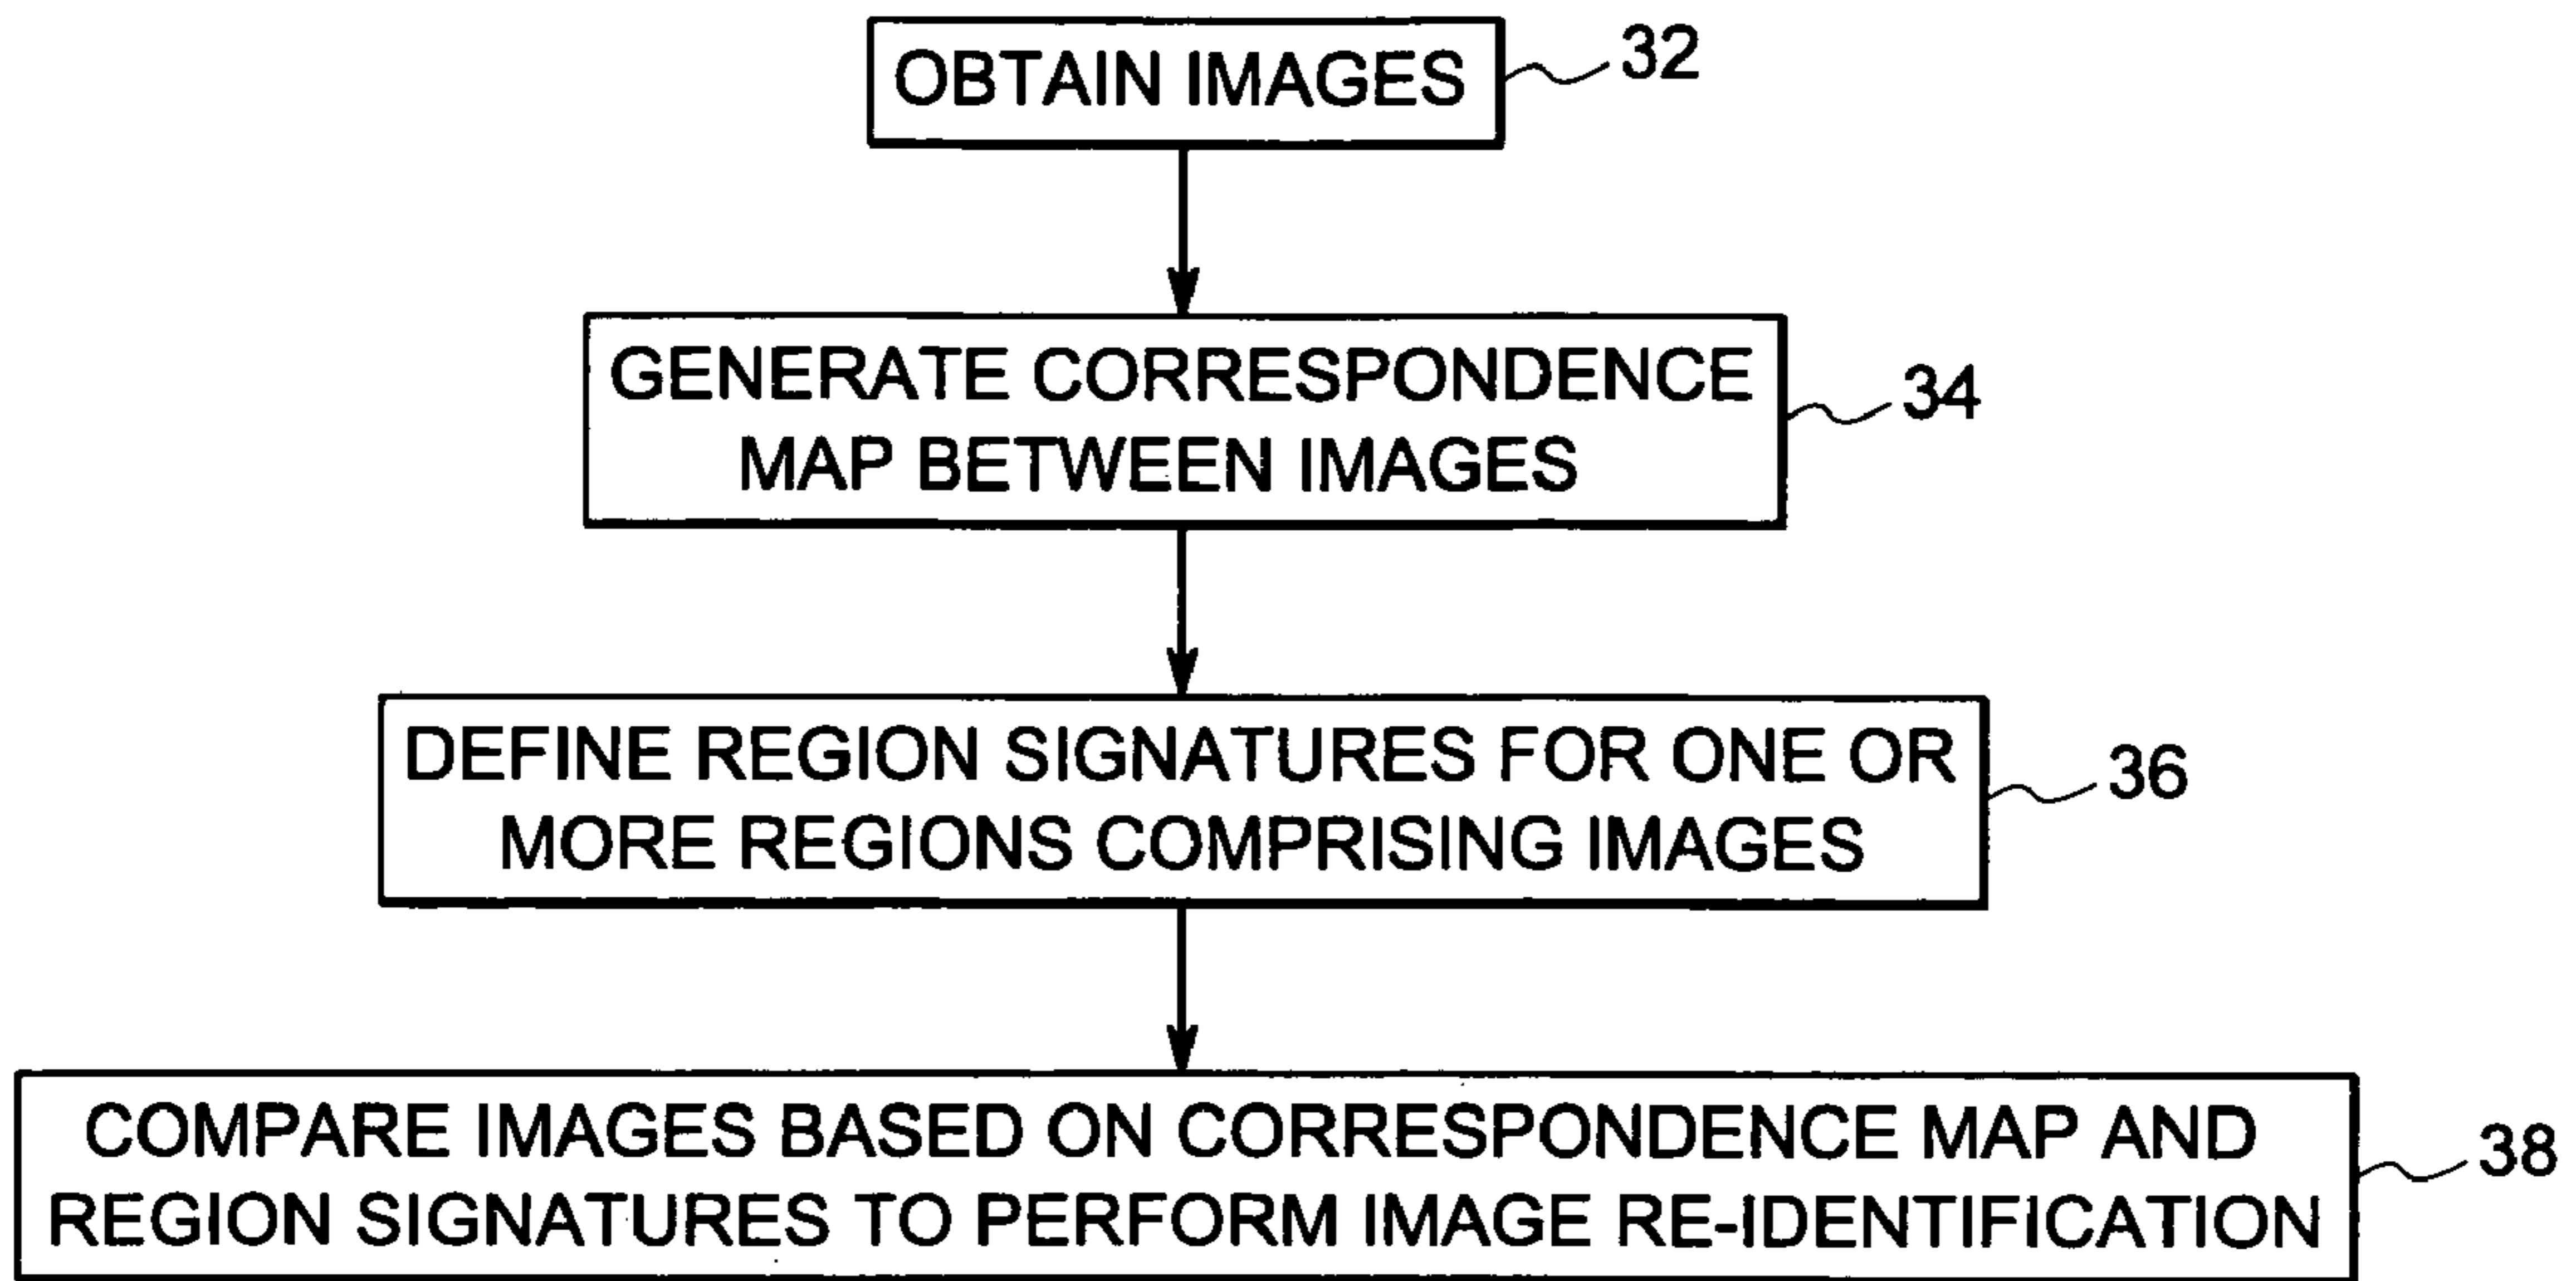 OBTAIN IMAGES
32
GENERATE CORRESPONDENCE
MAP BETWEEN IMAGES
34
DEFINE REGION SIGNATURES FOR ONE OR
MORE REGIONS COMPRISING IMAGES
36
COMPARE IMAGES BASED ON CORRESPONDENCE MAP AND
REGION SIGNATURES TO PERFORM IMAGE RE-IDENTIFICATION
38